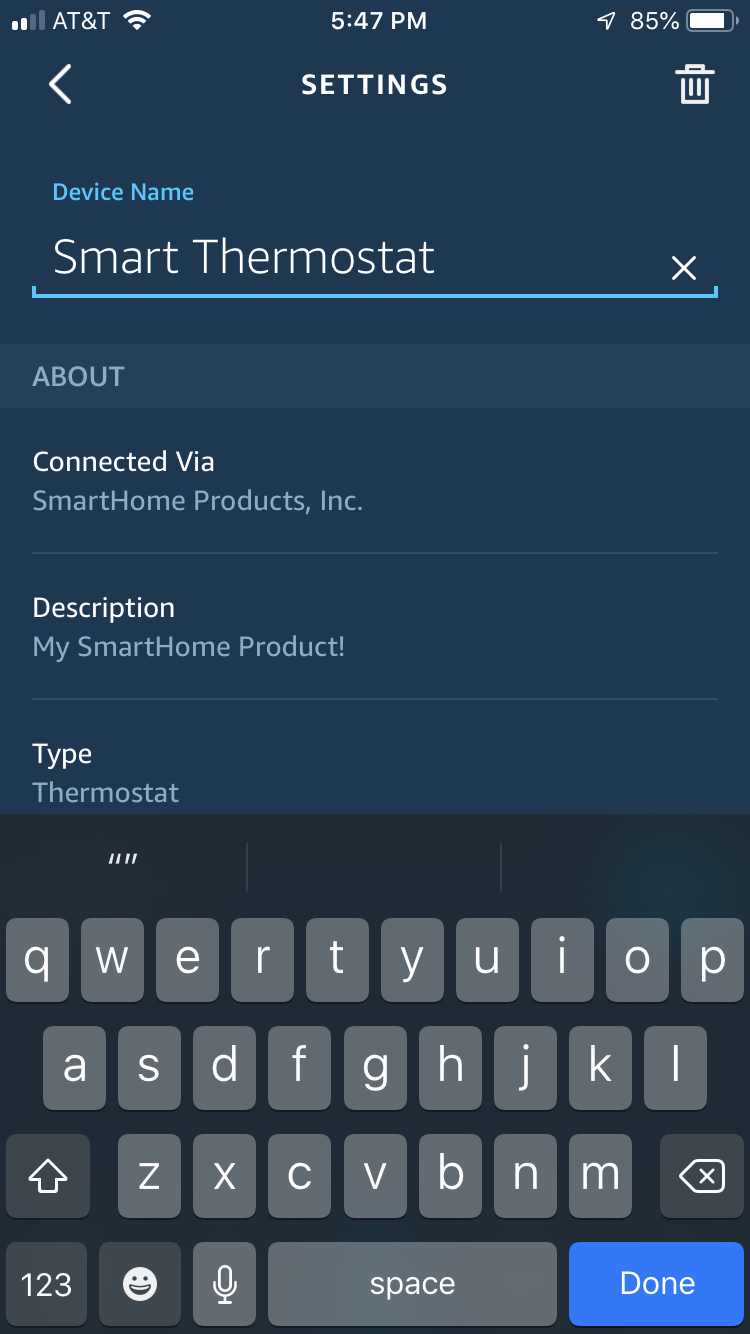 AT&T 5:47 PM 85%
SETTINGS
Device Name
Smart Thermostat
ABOUT
Connected Via
SmartHome Products, Inc.
Description
My SmartHome Product!
Type
Thermostat
“”
q w e r t y u i o p
a s d f g h j k l
z x c v b n m
123 space Done